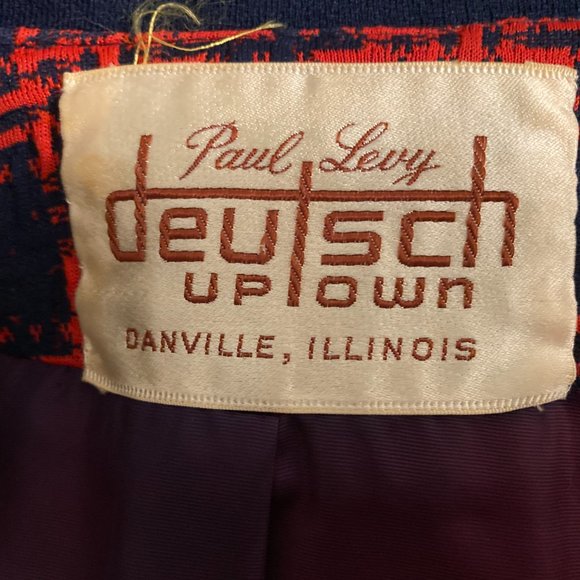 Paul Levy
deutsch
uptown
DANVILLE, ILLINOIS